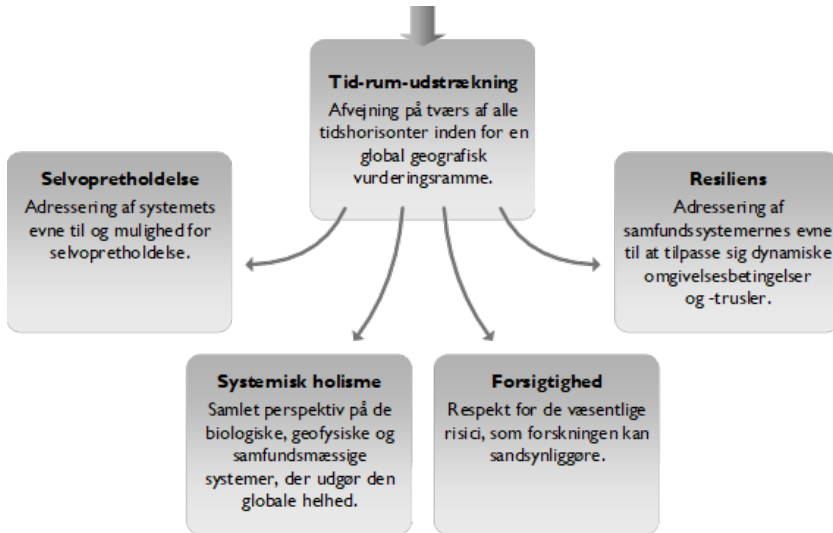 Tid-rum-udstrækning
Afvejning på tværs af alle
tidshorisonter inden for en
global geografisk
vurderingsramme.
Selvopretholdelse
Adressering af systemets
evne til og mulighed for
selvopretholdelse.
Resiliens
Adressering af
samfundssystemernes evne
til at tilpasse sig dynamiske
omgivelsesbetingelser
og -trusler.
Systemisk holisme
Samlet perspektiv på de
biologiske, geofysiske og
samfundsmæssige
systemer, der udgør den
globale helhed.
Forsigtighed
Respekt for de væsentlige
risici, som forskningen kan
sandsynliggøre.